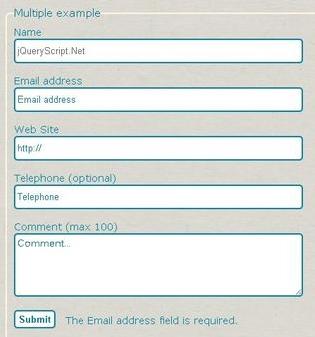 Multiple example
Name
jQueryScript.Net
Email address
Email address
Web Site
http://
Telephone (optional)
Telephone
Comment (max 100)
Comment...
Submit The Email address field is required.